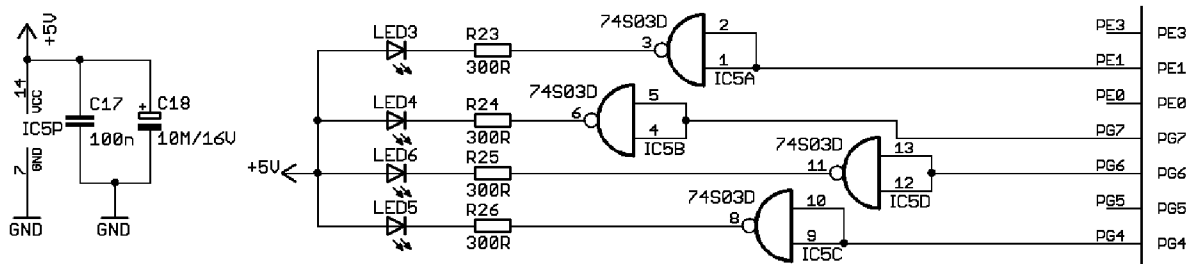 +5V
14
VCC
IC5P
7
GND
GND
C17
100n
GND
+
C18
10M/16V
+5V
LED3
R23
300R
74S03D
3
2
1
IC5A
LED4
R24
300R
74S03D
6
5
4
IC5B
LED6
R25
300R
74S03D
11
13
12
IC5D
LED5
R26
300R
74S03D
8
10
9
IC5C
PE3 PE3
PE1 PE1
PE0 PE0
PG7 PG7
PG6 PG6
PG5 PG5
PG4 PG4